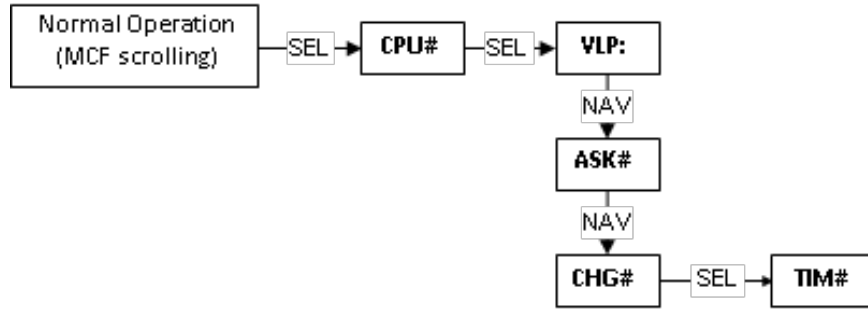 Normal Operation
(MCF scrolling)
SEL
CPU#
SEL
VLP:
NAV
ASK#
NAV
CHG#
SEL
TIM#